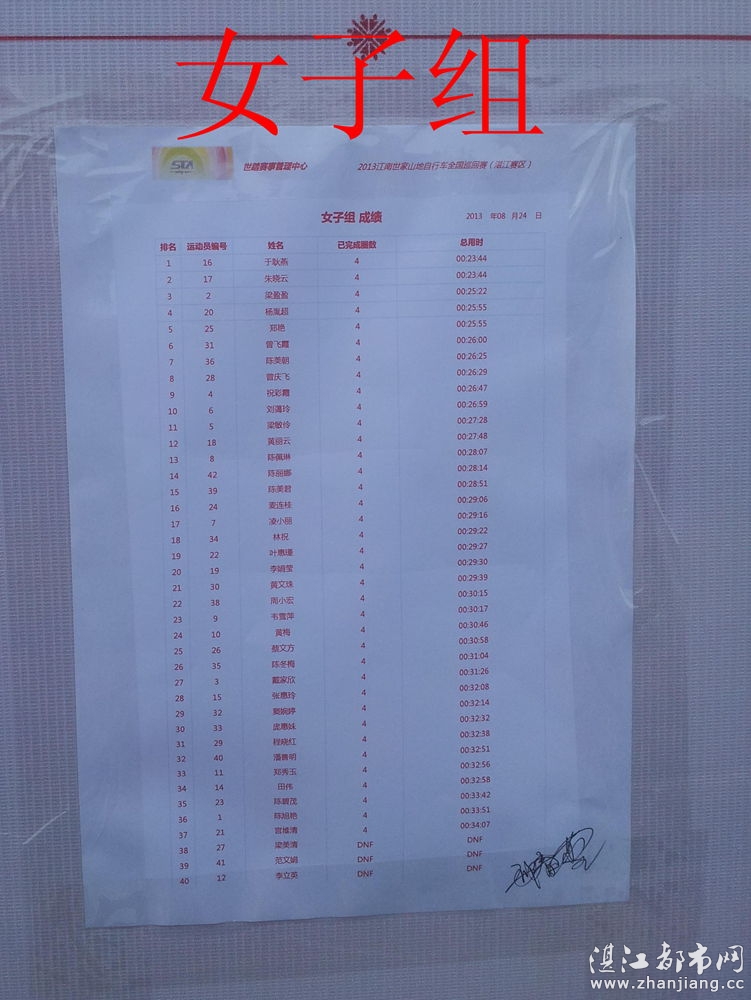 女子组
STA 世踏赛事管理中心 2013江南世家山地自行车全国巡回赛（湛江赛区）
女子组 成绩 2013 年08 月24 日
排名 运动员编号 姓名 已完成圈数 总用时
1 16 于耿燕 4 00:23:44
2 17 朱晓云 4 00:23:44
3 2 梁盈盈 4 00:25:22
4 20 杨胤超 4 00:25:55
5 25 郑艳 4 00:25:55
6 31 曾飞霞 4 00:26:00
7 36 陈美朝 4 00:26:25
8 28 曾庆飞 4 00:26:29
9 4 祝彩霞 4 00:26:47
10 6 刘蔼玲 4 00:26:59
11 5 梁敏伶 4 00:27:28
12 18 黄丽云 4 00:27:48
13 8 陈佩琳 4 00:28:07
14 42 陈丽娜 4 00:28:14
15 39 陈美君 4 00:28:51
16 24 麦连桂 4 00:29:06
17 7 凌小丽 4 00:29:16
18 34 林祝 4 00:29:22
19 22 叶惠瑾 4 00:29:27
20 19 李娟莹 4 00:29:30
21 30 黄文珠 4 00:29:39
22 38 周小宏 4 00:30:15
23 9 韦雪萍 4 00:30:17
24 10 黄梅 4 00:30:46
25 26 蔡文方 4 00:30:58
26 35 陈冬梅 4 00:31:04
27 3 戴家欣 4 00:31:26
28 15 张惠玲 4 00:32:08
29 32 窦婉婷 4 00:32:14
30 33 庞惠妹 4 00:32:32
31 29 程晓红 4 00:32:38
32 40 潘善明 4 00:32:51
33 11 郑秀玉 4 00:32:56
34 14 田伟 4 00:32:58
35 23 陈碧茂 4 00:33:42
36 1 陈旭艳 4 00:33:51
37 21 官维清 4 00:34:07
38 27 梁美清 DNF DNF
39 41 范文娟 DNF DNF
40 12 李立英 DNF DNF
湛江都市网
www.zhanjiang.cc